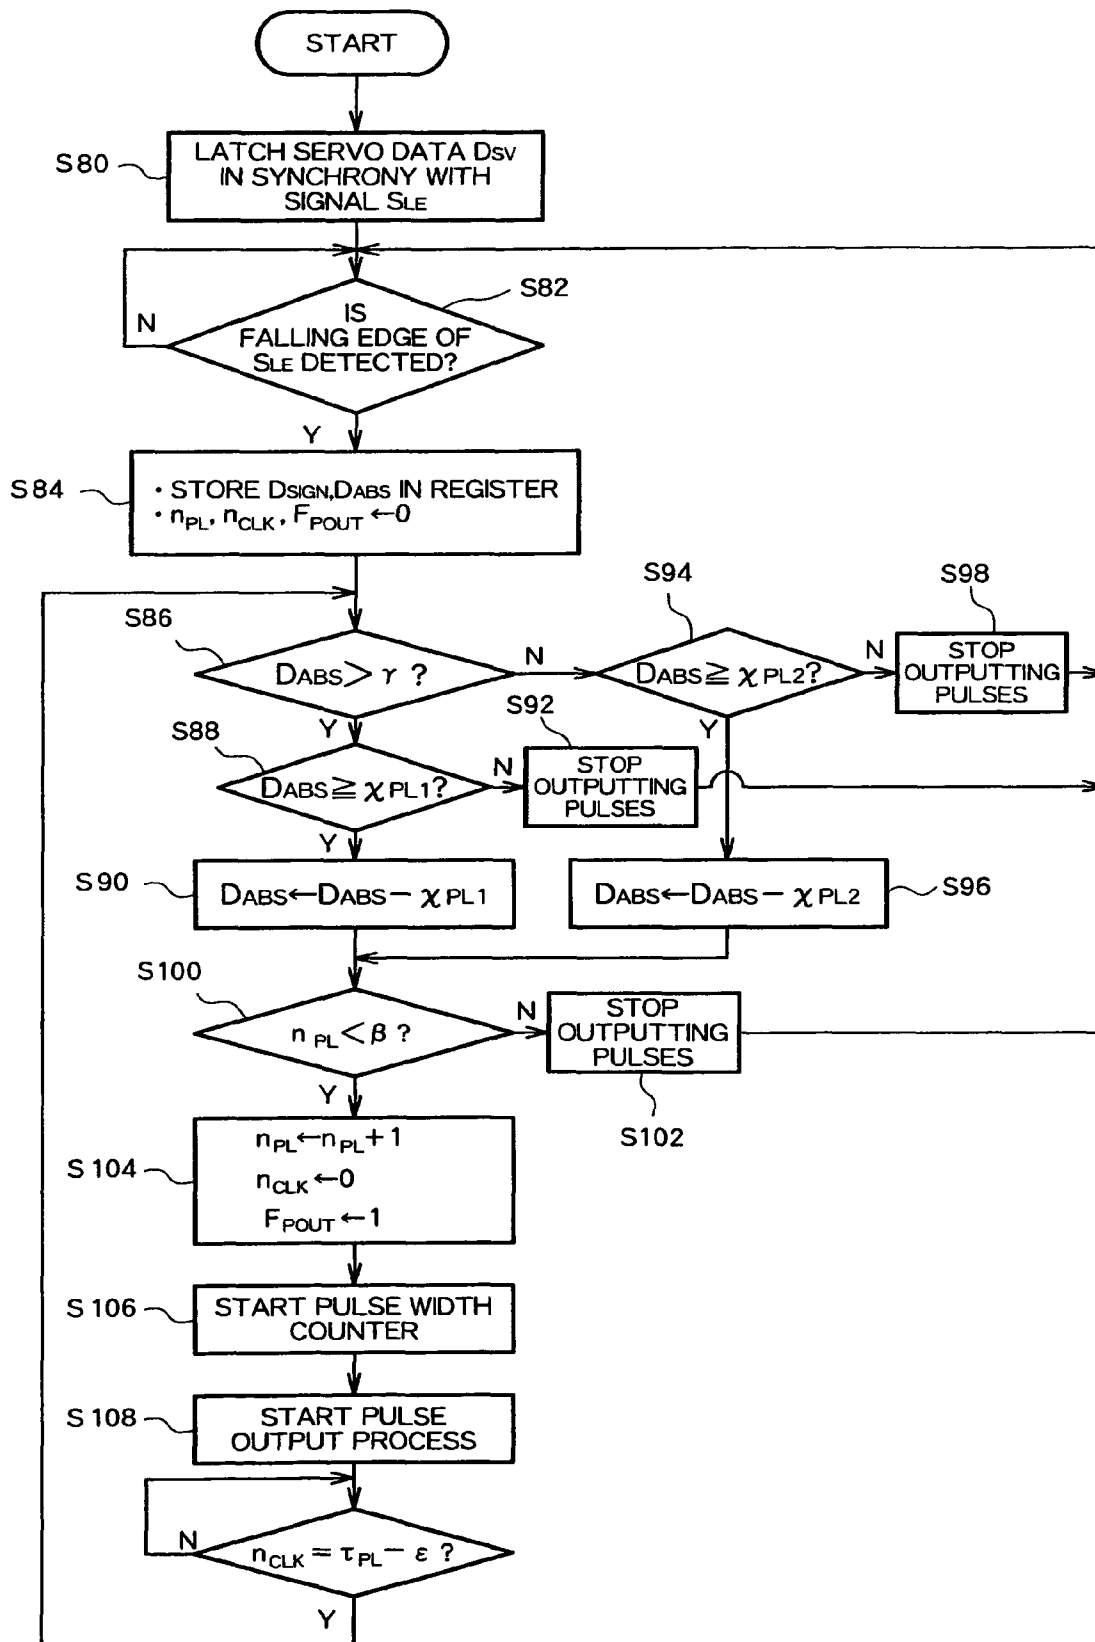 START
S80
LATCH SERVO DATA DSV
IN SYNCHRONY WITH
SIGNAL SLE
S82
IS
FALLING EDGE OF
SLE DETECTED?
N
Y
S84
・STORE DSIGN,DABS IN REGISTER
・nPL, nCLK, FPOUT ←0
S86
DABS > γ ?
N
Y
S94
DABS ≧ χPL2?
N
Y
S98
STOP
OUTPUTTING
PULSES
S88
DABS ≧ χPL1?
N
Y
S92
STOP
OUTPUTTING
PULSES
S90
DABS←DABS − χPL1
DABS←DABS − χPL2
S96
S100
nPL < β ?
N
Y
STOP
OUTPUTTING
PULSES
S102
S104
nPL←nPL+1
nCLK ←0
FPOUT ←1
S106
START PULSE WIDTH
COUNTER
S108
START PULSE
OUTPUT PROCESS
nCLK = τPL − ε ?
N
Y